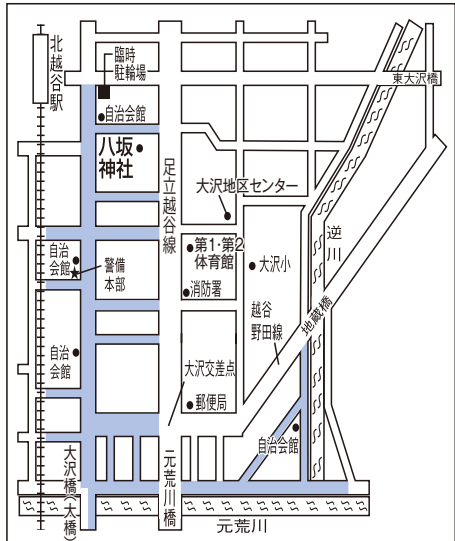 北越谷駅
臨時
駐輪場
自治会館
八坂
神社
足立越谷線
東大沢橋
大沢地区センター
第1・第2
体育館
大沢小
逆川
自治
会館
警備
本部
消防署
越谷
野田線
地蔵橋
自治
会館
大沢交差点
郵便局
自治会館
大沢橋(大橋)
元荒川橋
元荒川